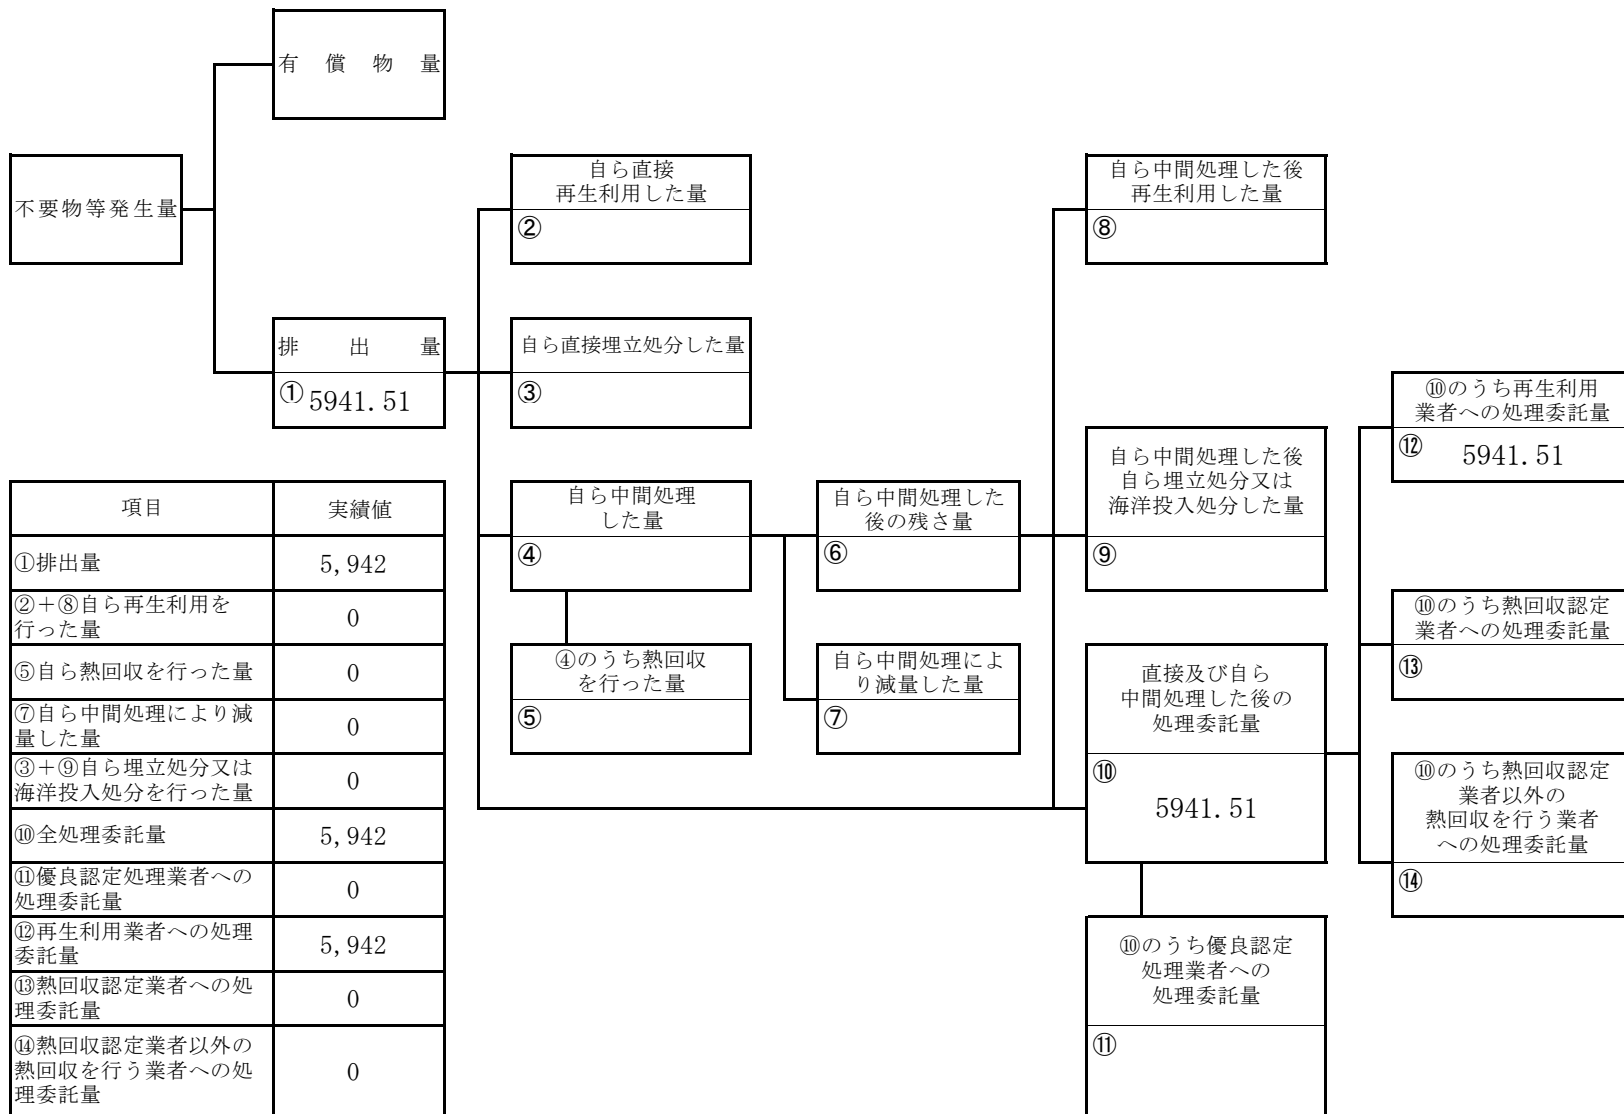 有償物量
不要物等発生量
自ら直接
再生利用した量
②
自ら中間処理した後
再生利用した量
⑧
排出量
① 5941.51
自ら直接埋立処分した量
③
⑩のうち再生利用
業者への処理委託量
⑫ 5941.51
自ら中間処理
した量
④
自ら中間処理した
後の残さ量
⑥
自ら中間処理した後
自ら埋立処分又は
海洋投入処分した量
⑨
⑩のうち熱回収認定
業者への処理委託量
⑬
④のうち熱回収
を行った量
⑤
自ら中間処理によ
り減量した量
⑦
直接及び自ら
中間処理した後の
処理委託量
⑩
5941.51
⑩のうち熱回収認定
業者以外の
熱回収を行う業者
への処理委託量
⑭
⑩のうち優良認定
処理業者への
処理委託量
⑪
項目 実績値
①排出量 5,942
②+⑧自ら再生利用を
行った量 0
⑤自ら熱回収を行った量 0
⑦自ら中間処理により減
量した量 0
③+⑨自ら埋立処分又は
海洋投入処分を行った量 0
⑩全処理委託量 5,942
⑪優良認定処理業者への
処理委託量 0
⑫再生利用業者への処理
委託量 5,942
⑬熱回収認定業者への処
理委託量 0
⑭熱回収認定業者以外の
熱回収を行う業者への処
理委託量 0